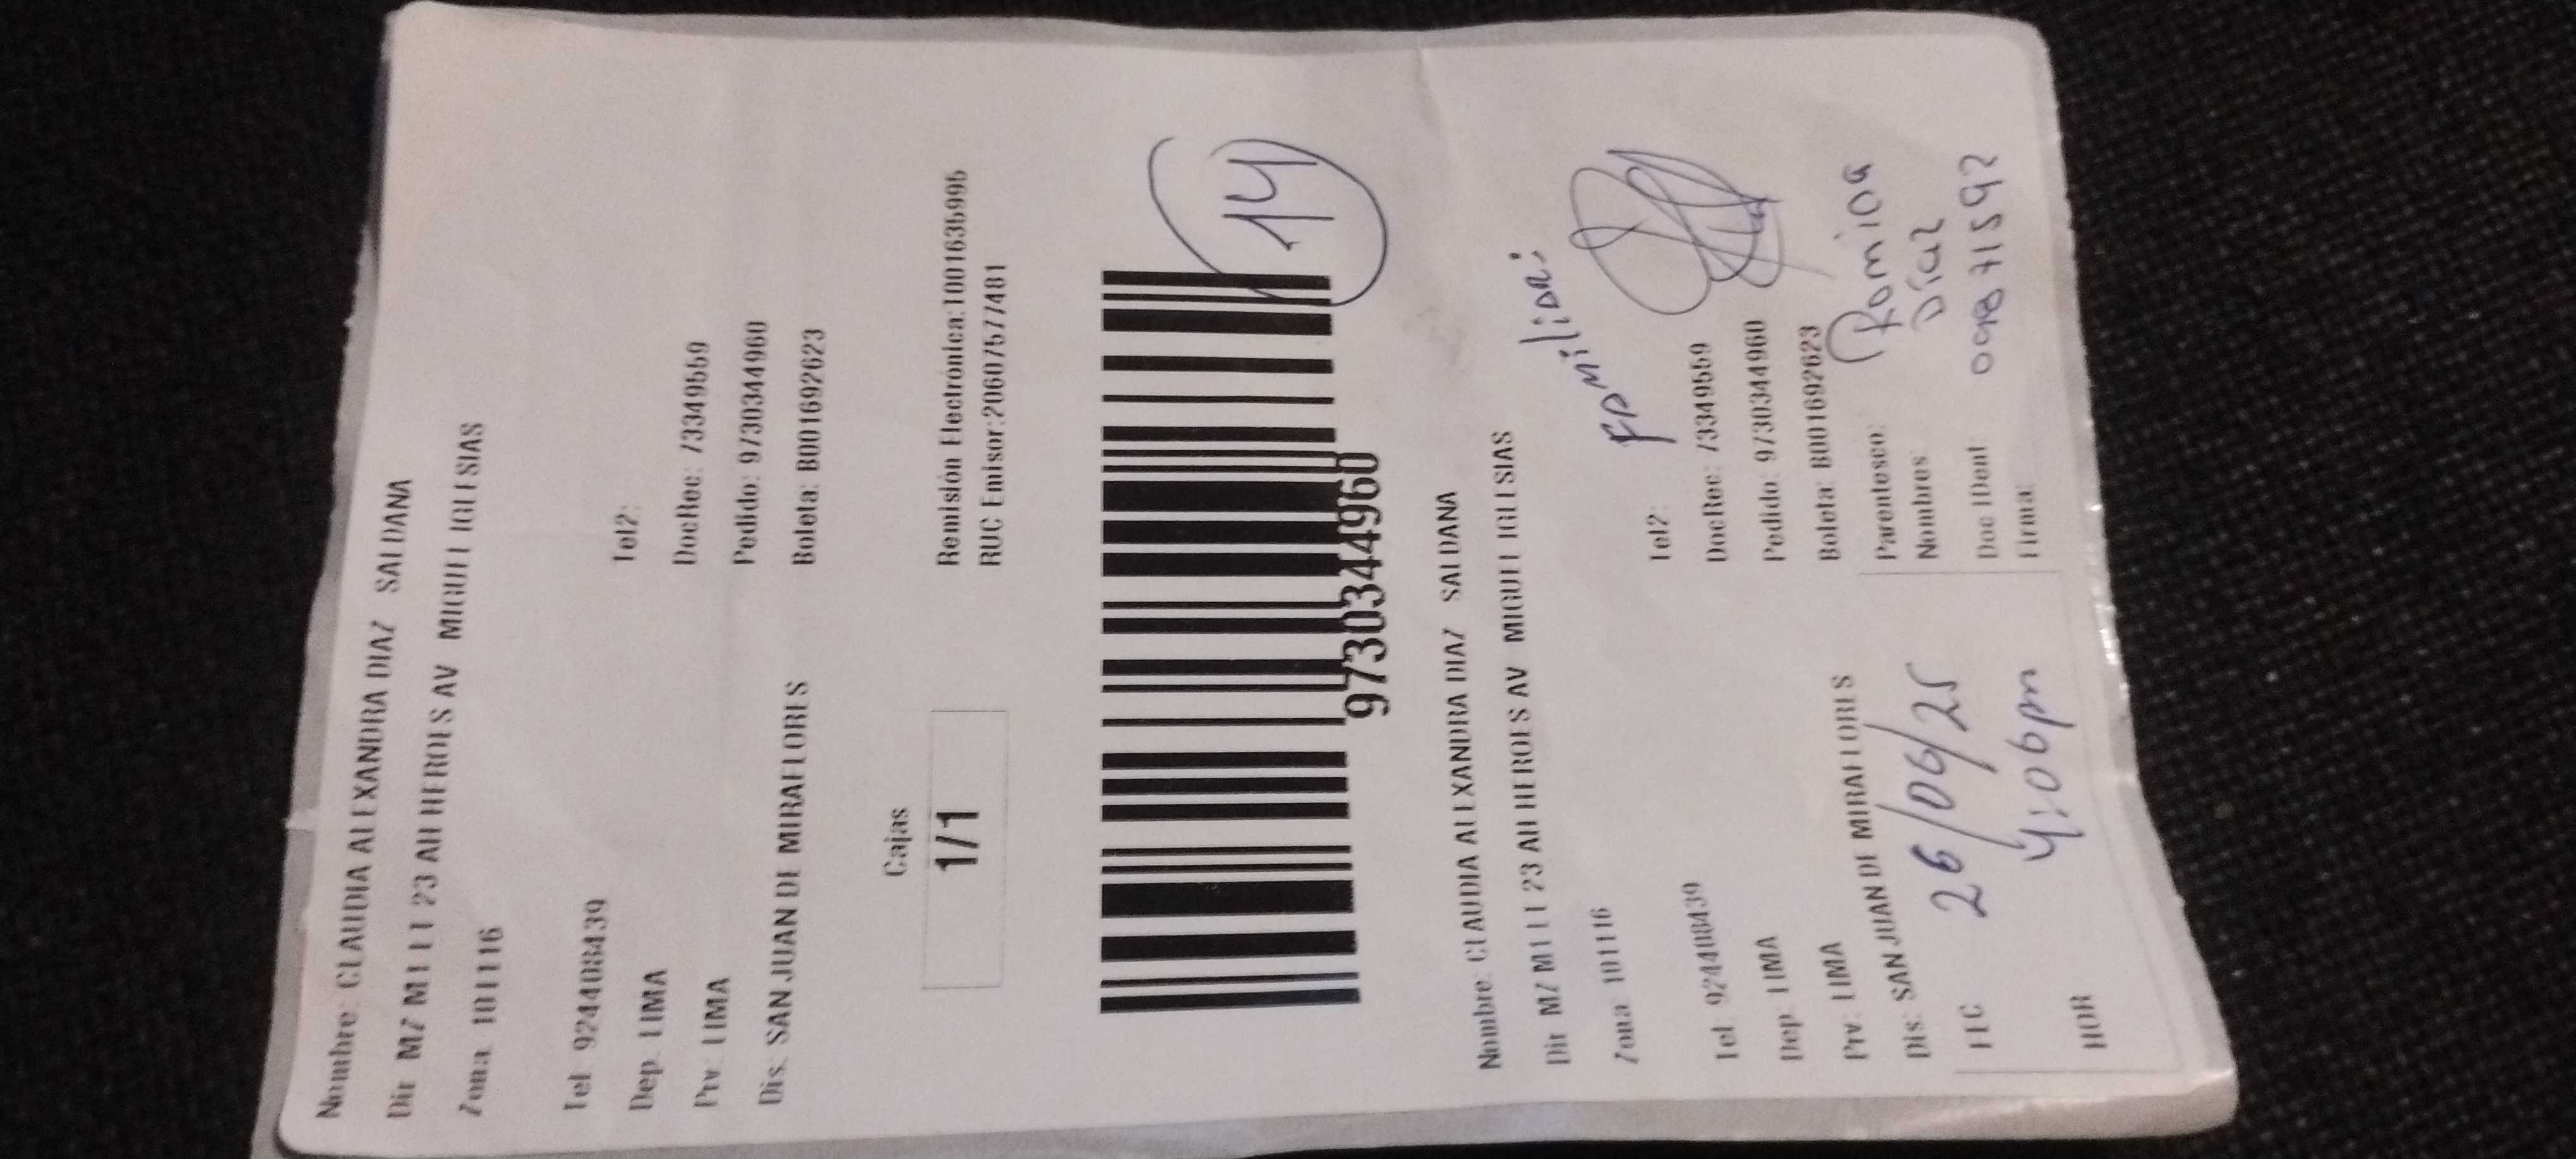 Nombre: CLAUDIA ALEXANDRA DIAZ SALDANA
Dir MZ M1 LT 23 AH HEROES AV MIGUEL IGLESIAS
Zona 101116
Tel 924408439 Tel2:
Dep. LIMA DocRec: 73349559
Prv: LIMA Pedido: 9730344960
Dis: SAN JUAN DE MIRAFLORES Boleta: B001692623
Cajas
1/1
Remisión Electrónica:1001635995
RUC Emisor:20607577481
14
9730344960
Nombre: CLAUDIA ALEXANDRA DIAZ SALDANA
Dir MZ M1 LT 23 AH HEROES AV MIGUEL IGLESIAS
Zona 101116
Familiar:
Tel 924408439 Tel2:
Dep. LIMA DocRec: 73349559
Prv: LIMA Pedido: 9730344960
Dis: SAN JUAN DE MIRAFLORES Boleta: B001692623
FEC 26/06/25 Parentesco:
Nombres: Díaz
HOR 4:06pm Doc IDent
Firma: